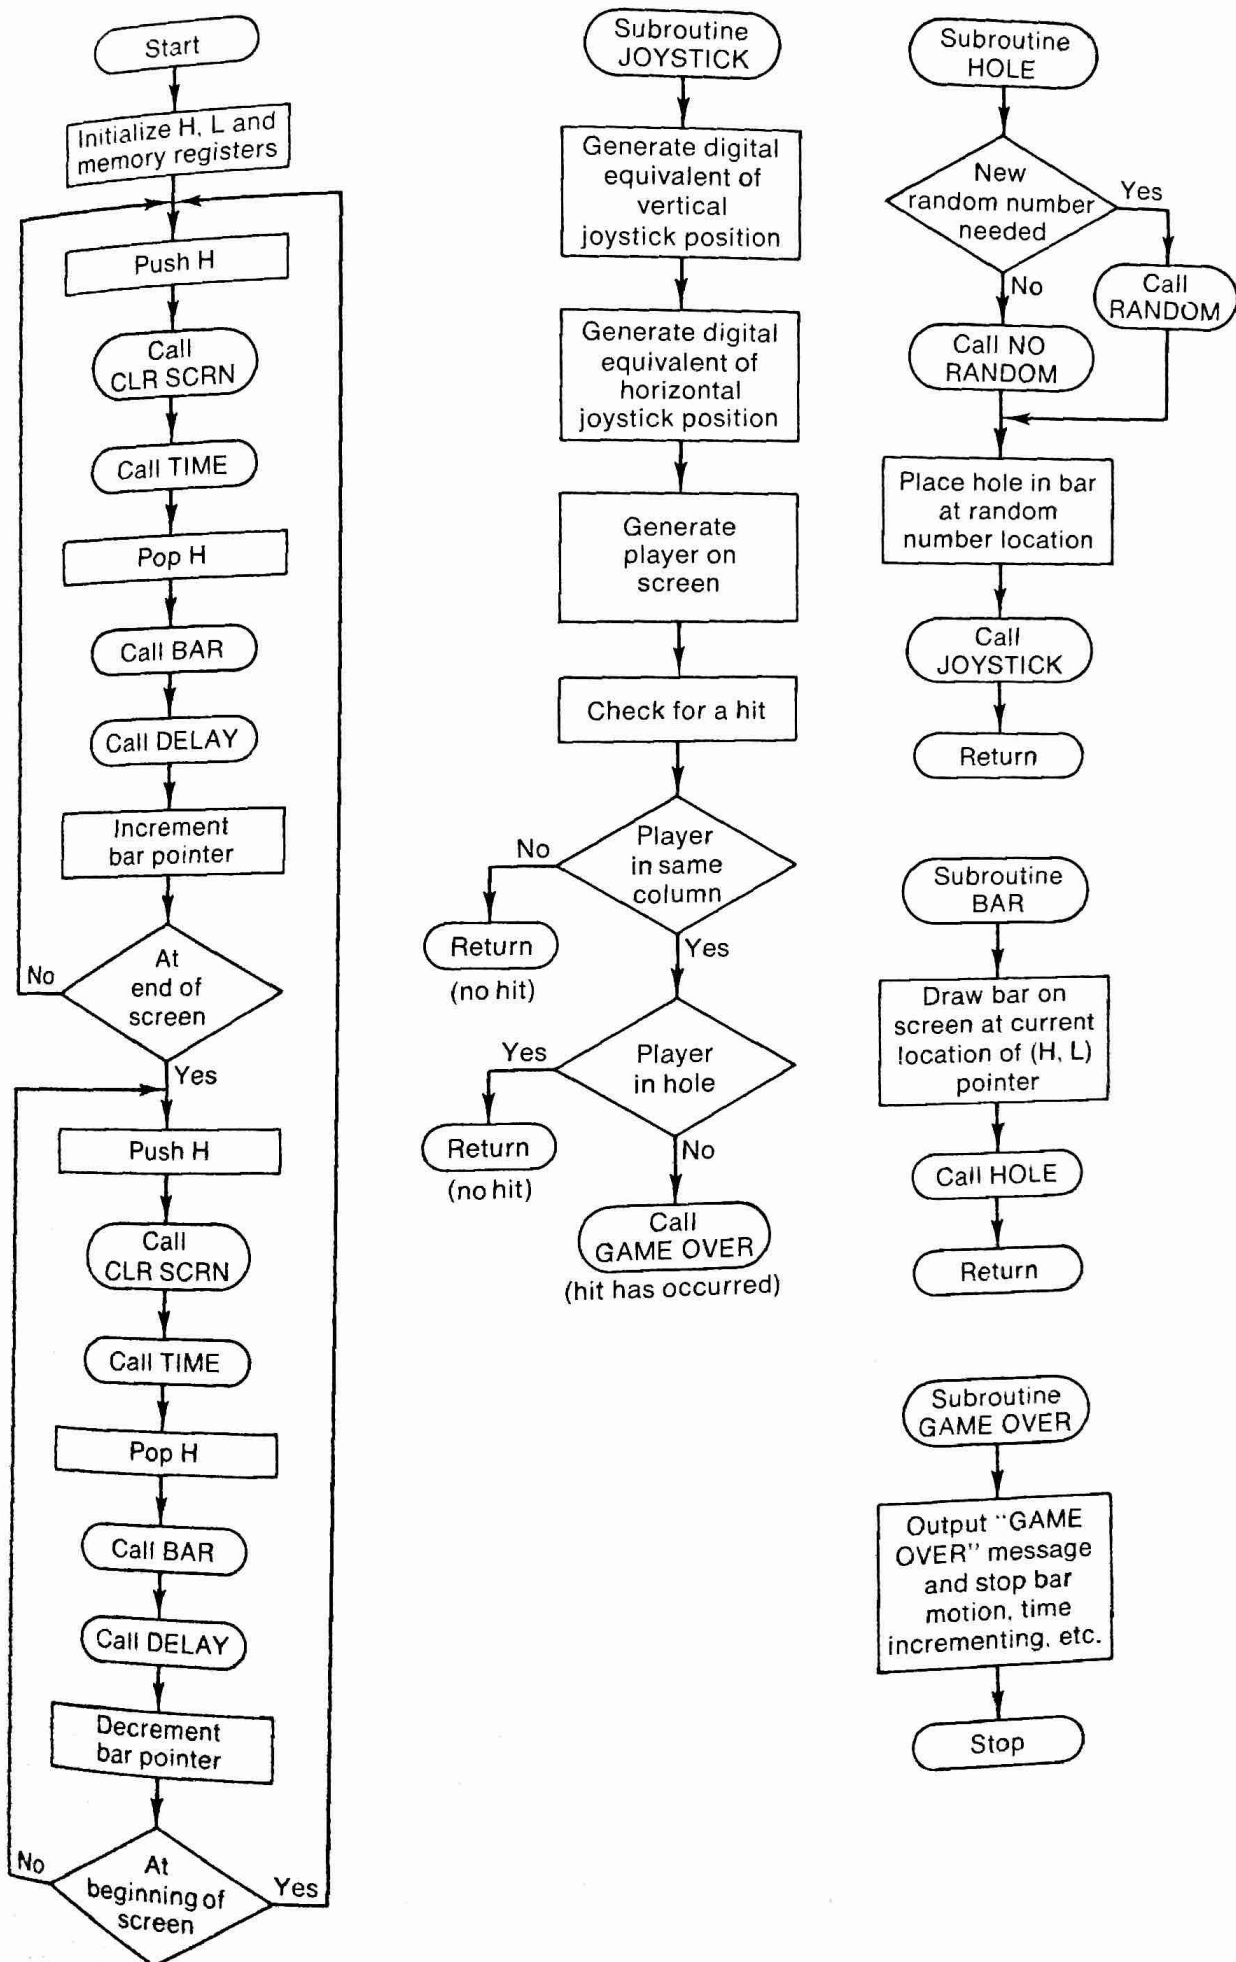 Start
Initialize H, L and
memory registers
Push H
Call
CLR SCRN
Call TIME
Pop H
Call BAR
Call DELAY
Increment
bar pointer
At
end of
screen
No
Yes
Push H
Call
CLR SCRN
Call TIME
Pop H
Call BAR
Call DELAY
Decrement
bar pointer
At
beginning of
screen
No
Yes
Subroutine
JOYSTICK
Generate digital
equivalent of
vertical
joystick position
Generate digital
equivalent of
horizontal
joystick position
Generate
player on
screen
Check for a hit
Player
in same
column
No
Return
(no hit)
Yes
Player
in hole
Yes
Return
(no hit)
No
Call
GAME OVER
(hit has occurred)
Subroutine
HOLE
New
random number
needed
Yes
Call
RANDOM
No
Call NO
RANDOM
Place hole in bar
at random
number location
Call
JOYSTICK
Return
Subroutine
BAR
Draw bar on
screen at current
location of (H, L)
pointer
Call HOLE
Return
Subroutine
GAME OVER
Output "GAME
OVER" message
and stop bar
motion, time
incrementing, etc.
Stop